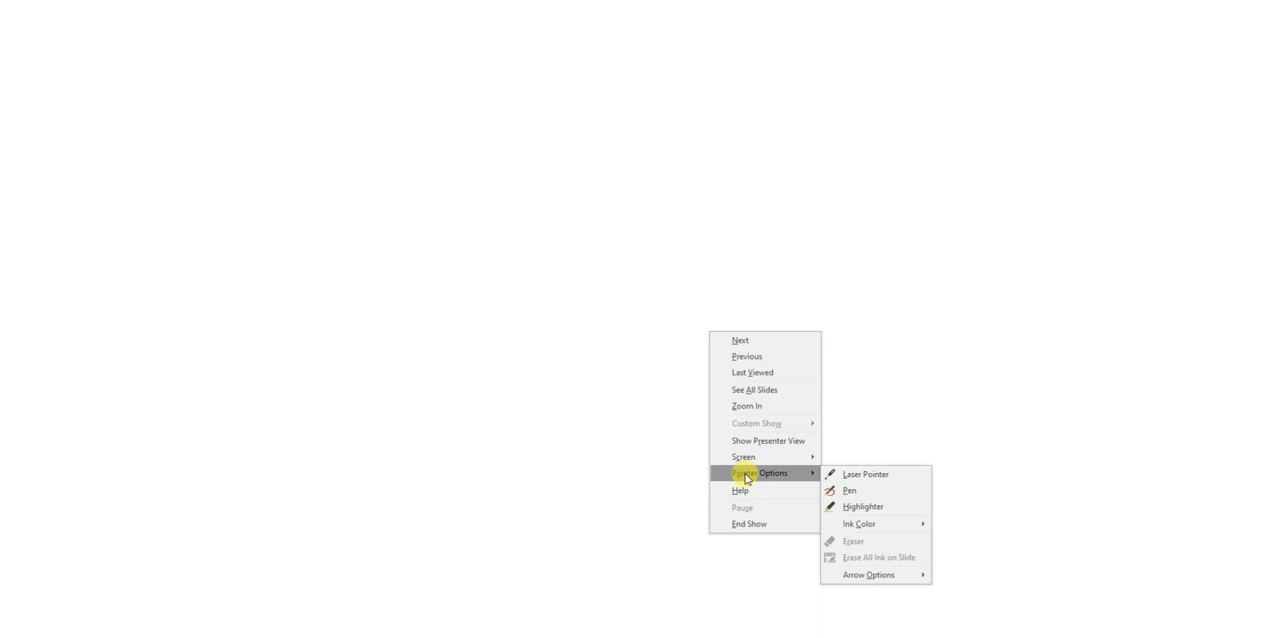 Next
Previous
Last Viewed
See All Slides
Zoom In
Custom Show
Show Presenter View
Screen
Pointer Options
Help
Pause
End Show
Laser Pointer
Pen
Highlighter
Ink Color
Eraser
Erase All Ink on Slide
Arrow Options